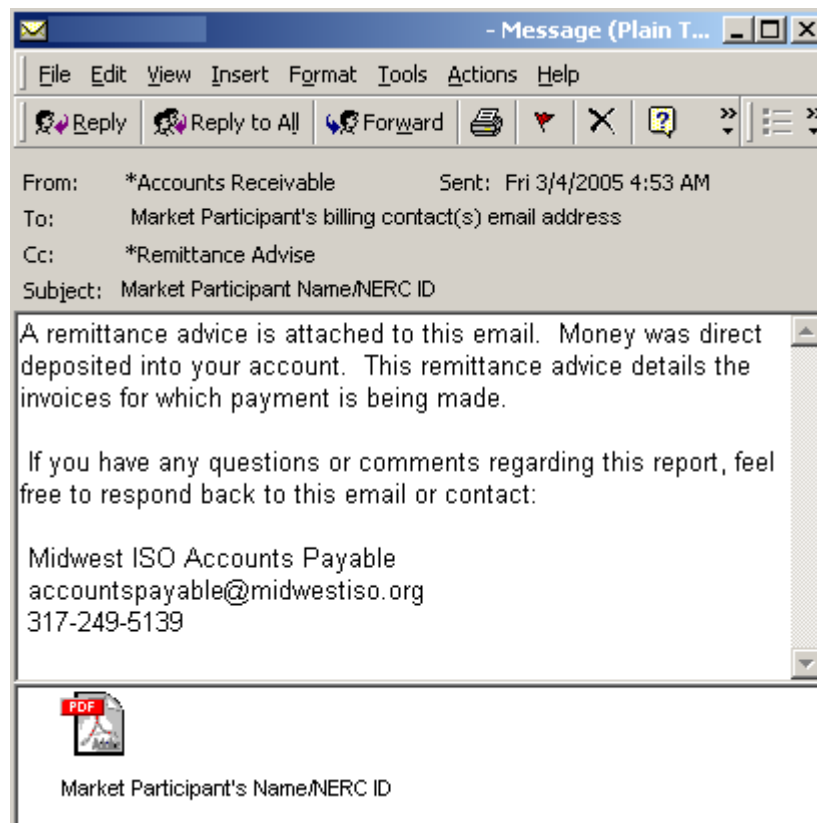 - Message (Plain T...
File Edit View Insert Format Tools Actions Help
Reply Reply to All Forward
From: *Accounts Receivable Sent: Fri 3/4/2005 4:53 AM
To: Market Participant's billing contact(s) email address
Cc: *Remittance Advise
Subject: Market Participant Name/NERC ID
A remittance advice is attached to this email. Money was direct
deposited into your account. This remittance advice details the
invoices for which payment is being made.
If you have any questions or comments regarding this report, feel
free to respond back to this email or contact:
Midwest ISO Accounts Payable
accountspayable@midwestiso.org
317-249-5139
PDF
Adobe
Market Participant's Name/NERC ID